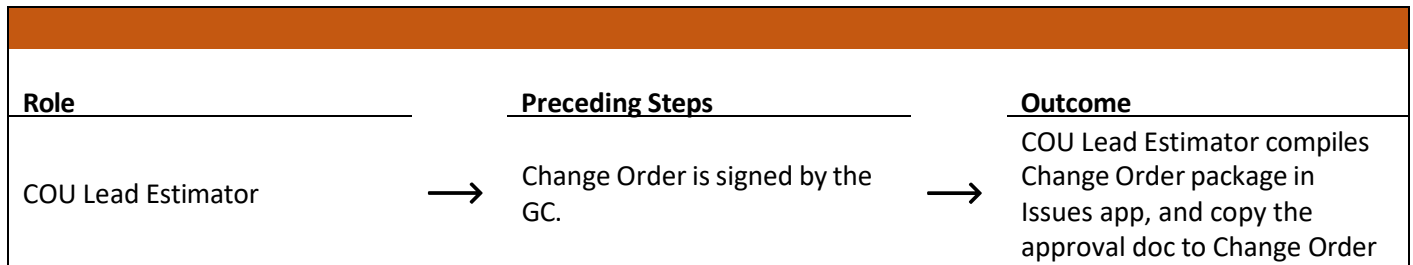 Role
Preceding Steps
Outcome
COU Lead Estimator
Change Order is signed by the
GC.
COU Lead Estimator compiles
Change Order package in
Issues app, and copy the
approval doc to Change Order